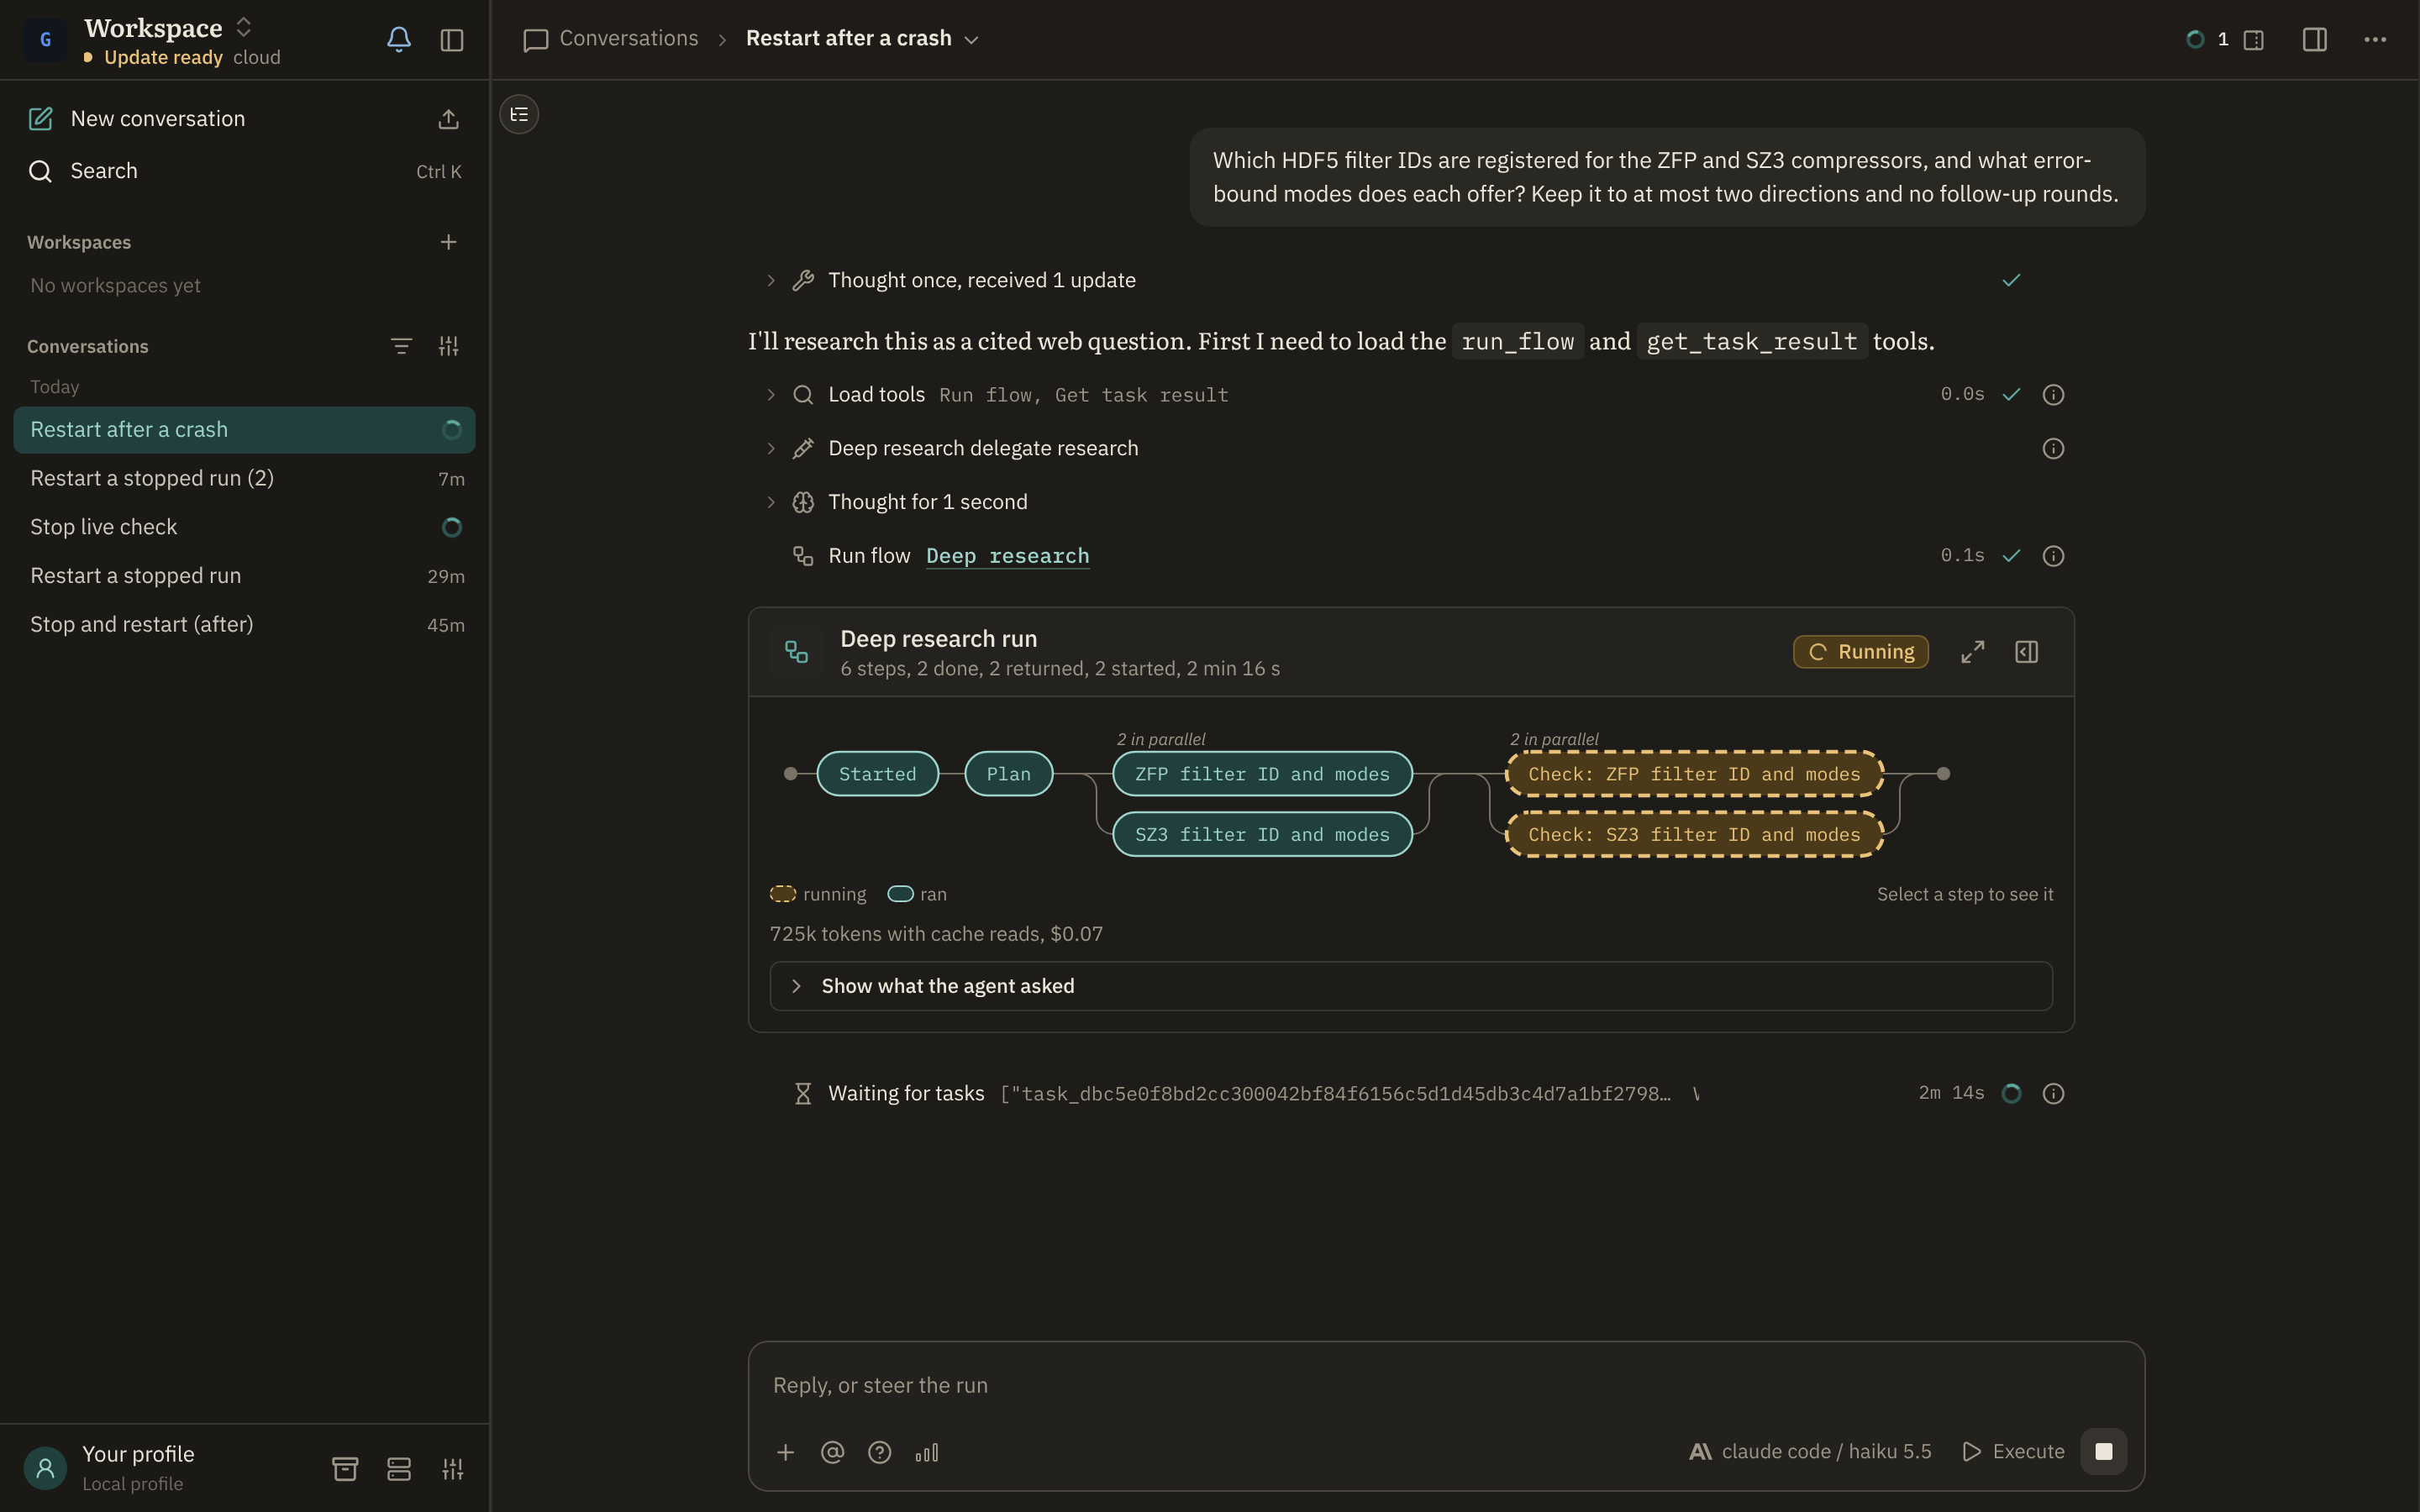 G
Workspace
Update ready cloud
New conversation
Search Ctrl K
Workspaces
No workspaces yet
Conversations
Today
Restart after a crash
Restart a stopped run (2) 7m
Stop live check
Restart a stopped run 29m
Stop and restart (after) 45m
Your profile
Local profile
Conversations Restart after a crash 1
Which HDF5 filter IDs are registered for the ZFP and SZ3 compressors, and what error-
bound modes does each offer? Keep it to at most two directions and no follow-up rounds.
Thought once, received 1 update
I'll research this as a cited web question. First I need to load the run_flow and get_task_result tools.
Load tools Run flow, Get task result 0.0s
Deep research delegate research
Thought for 1 second
Run flow Deep research 0.1s
Deep research run
6 steps, 2 done, 2 returned, 2 started, 2 min 16 s
Running
2 in parallel 2 in parallel
Started Plan ZFP filter ID and modes Check: ZFP filter ID and modes
SZ3 filter ID and modes Check: SZ3 filter ID and modes
running ran Select a step to see it
725k tokens with cache reads, $0.07
Show what the agent asked
Waiting for tasks ["task_dbc5e0f8bd2cc300042bf84f6156c5d1d45db3c4d7a1bf2798… 2m 14s
Reply, or steer the run
claude code / haiku 5.5 Execute